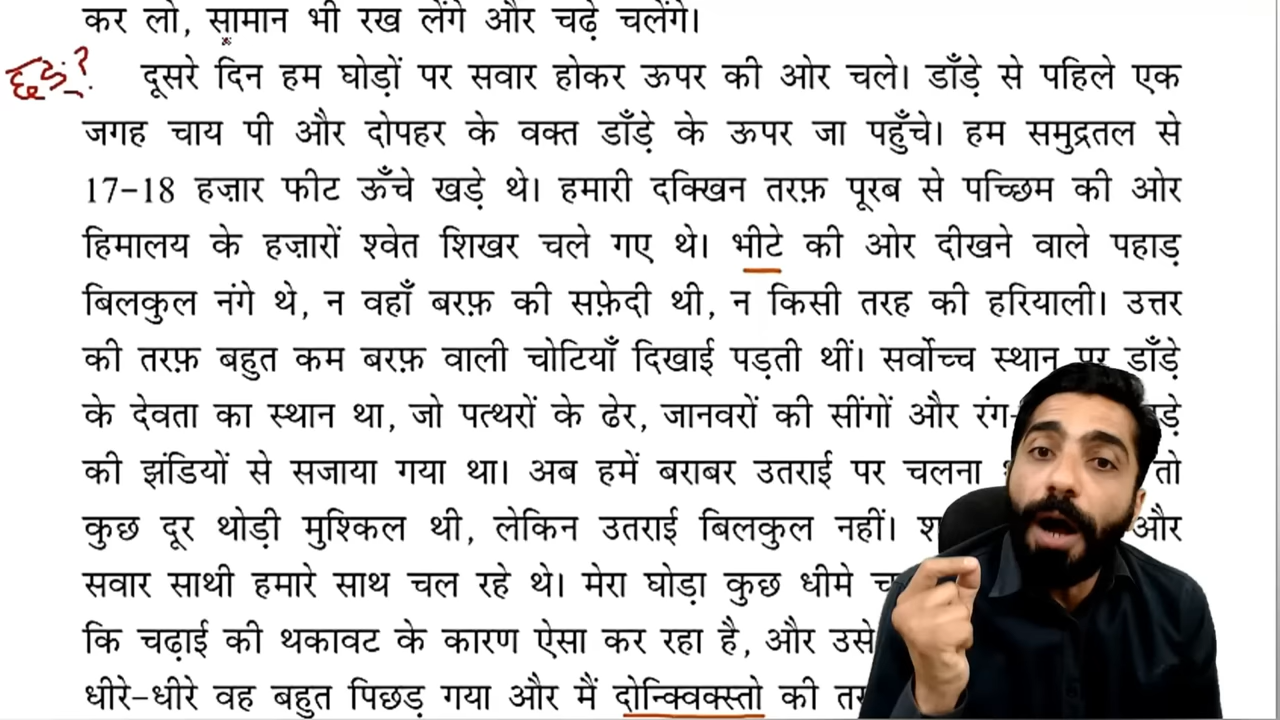 कर लो, सामान भी रख लेंगे और चढ़े चलेंगे।
दूसरे दिन हम घोड़ों पर सवार होकर ऊपर की ओर चले। डाँड़े से पहिले एक
जगह चाय पी और दोपहर के वक्त डाँड़े के ऊपर जा पहुँचे। हम समुद्रतल से
17-18 हज़ार फीट ऊँचे खड़े थे। हमारी दक्खिन तरफ़ पूरब से पच्छिम की ओर
हिमालय के हज़ारों श्वेत शिखर चले गए थे। भीटे की ओर दीखने वाले पहाड़
बिलकुल नंगे थे, न वहाँ बरफ़ की सफ़ेदी थी, न किसी तरह की हरियाली। उत्तर
की तरफ़ बहुत कम बरफ़ वाली चोटियाँ दिखाई पड़ती थीं। सर्वोच्च स्थान पर डाँड़े
के देवता का स्थान था, जो पत्थरों के ढेर, जानवरों की सींगों और
की झंडियों से सजाया गया था। अब हमें बराबर उतराई पर चलना तो
कुछ दूर थोड़ी मुश्किल थी, लेकिन उतराई बिलकुल नहीं। और
सवार साथी हमारे साथ चल रहे थे। मेरा घोड़ा कुछ धीमे
कि चढ़ाई की थकावट के कारण ऐसा कर रहा है, और उसे
धीरे-धीरे वह बहुत पिछड़ गया और मैं दोन्क्विक्स्तो की